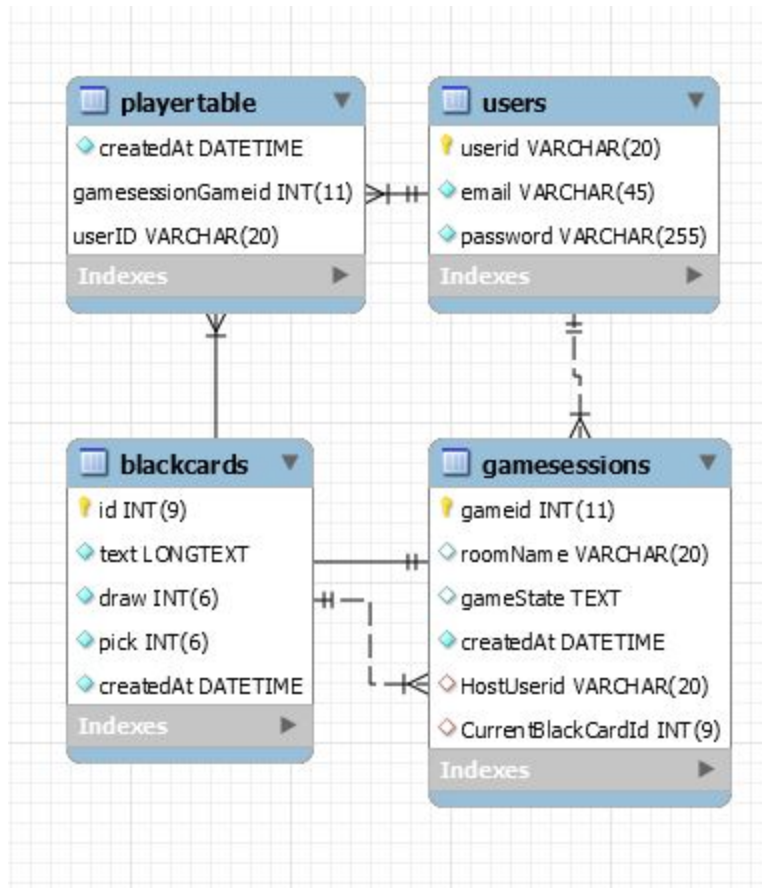 playertable
createdAt DATETIME
gamesessionGameid INT(11)
userID VARCHAR(20)
Indexes
users
userid VARCHAR(20)
email VARCHAR(45)
password VARCHAR(255)
Indexes
blackcards
id INT(9)
text LONGTEXT
draw INT(6)
pick INT(6)
createdAt DATETIME
Indexes
gamesessions
gameid INT(11)
roomName VARCHAR(20)
gameState TEXT
createdAt DATETIME
HostUserid VARCHAR(20)
CurrentBlackCardId INT(9)
Indexes